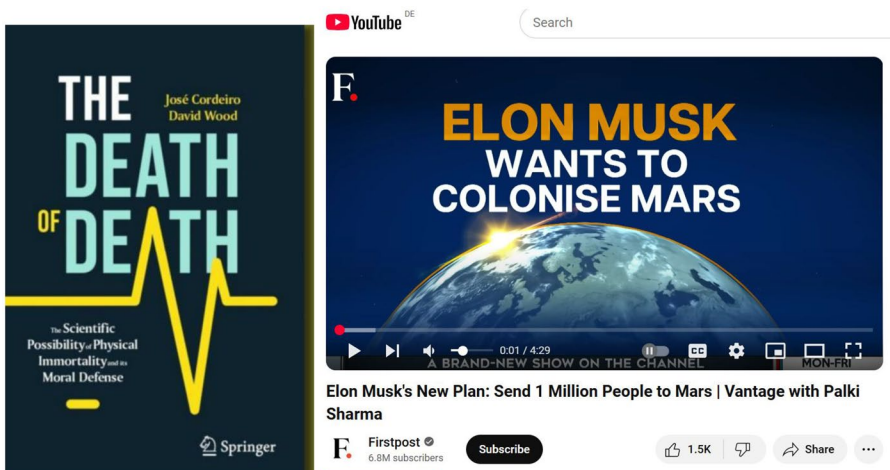 THE
José Cordeiro
David Wood
DEATH
OF
DEATH
The Scientific
Possibility of Physical
Immortality and its
Moral Defense
Springer
YouTube DE
Search
F.
ELON MUSK
WANTS TO
COLONISE MARS
0:01 / 4:29
CC
A BRAND-NEW SHOW ON THE CHANNEL
MON-FRI
Elon Musk's New Plan: Send 1 Million People to Mars | Vantage with Palki
Sharma
F.
Firstpost
6.8M subscribers
Subscribe
1.5K
Share